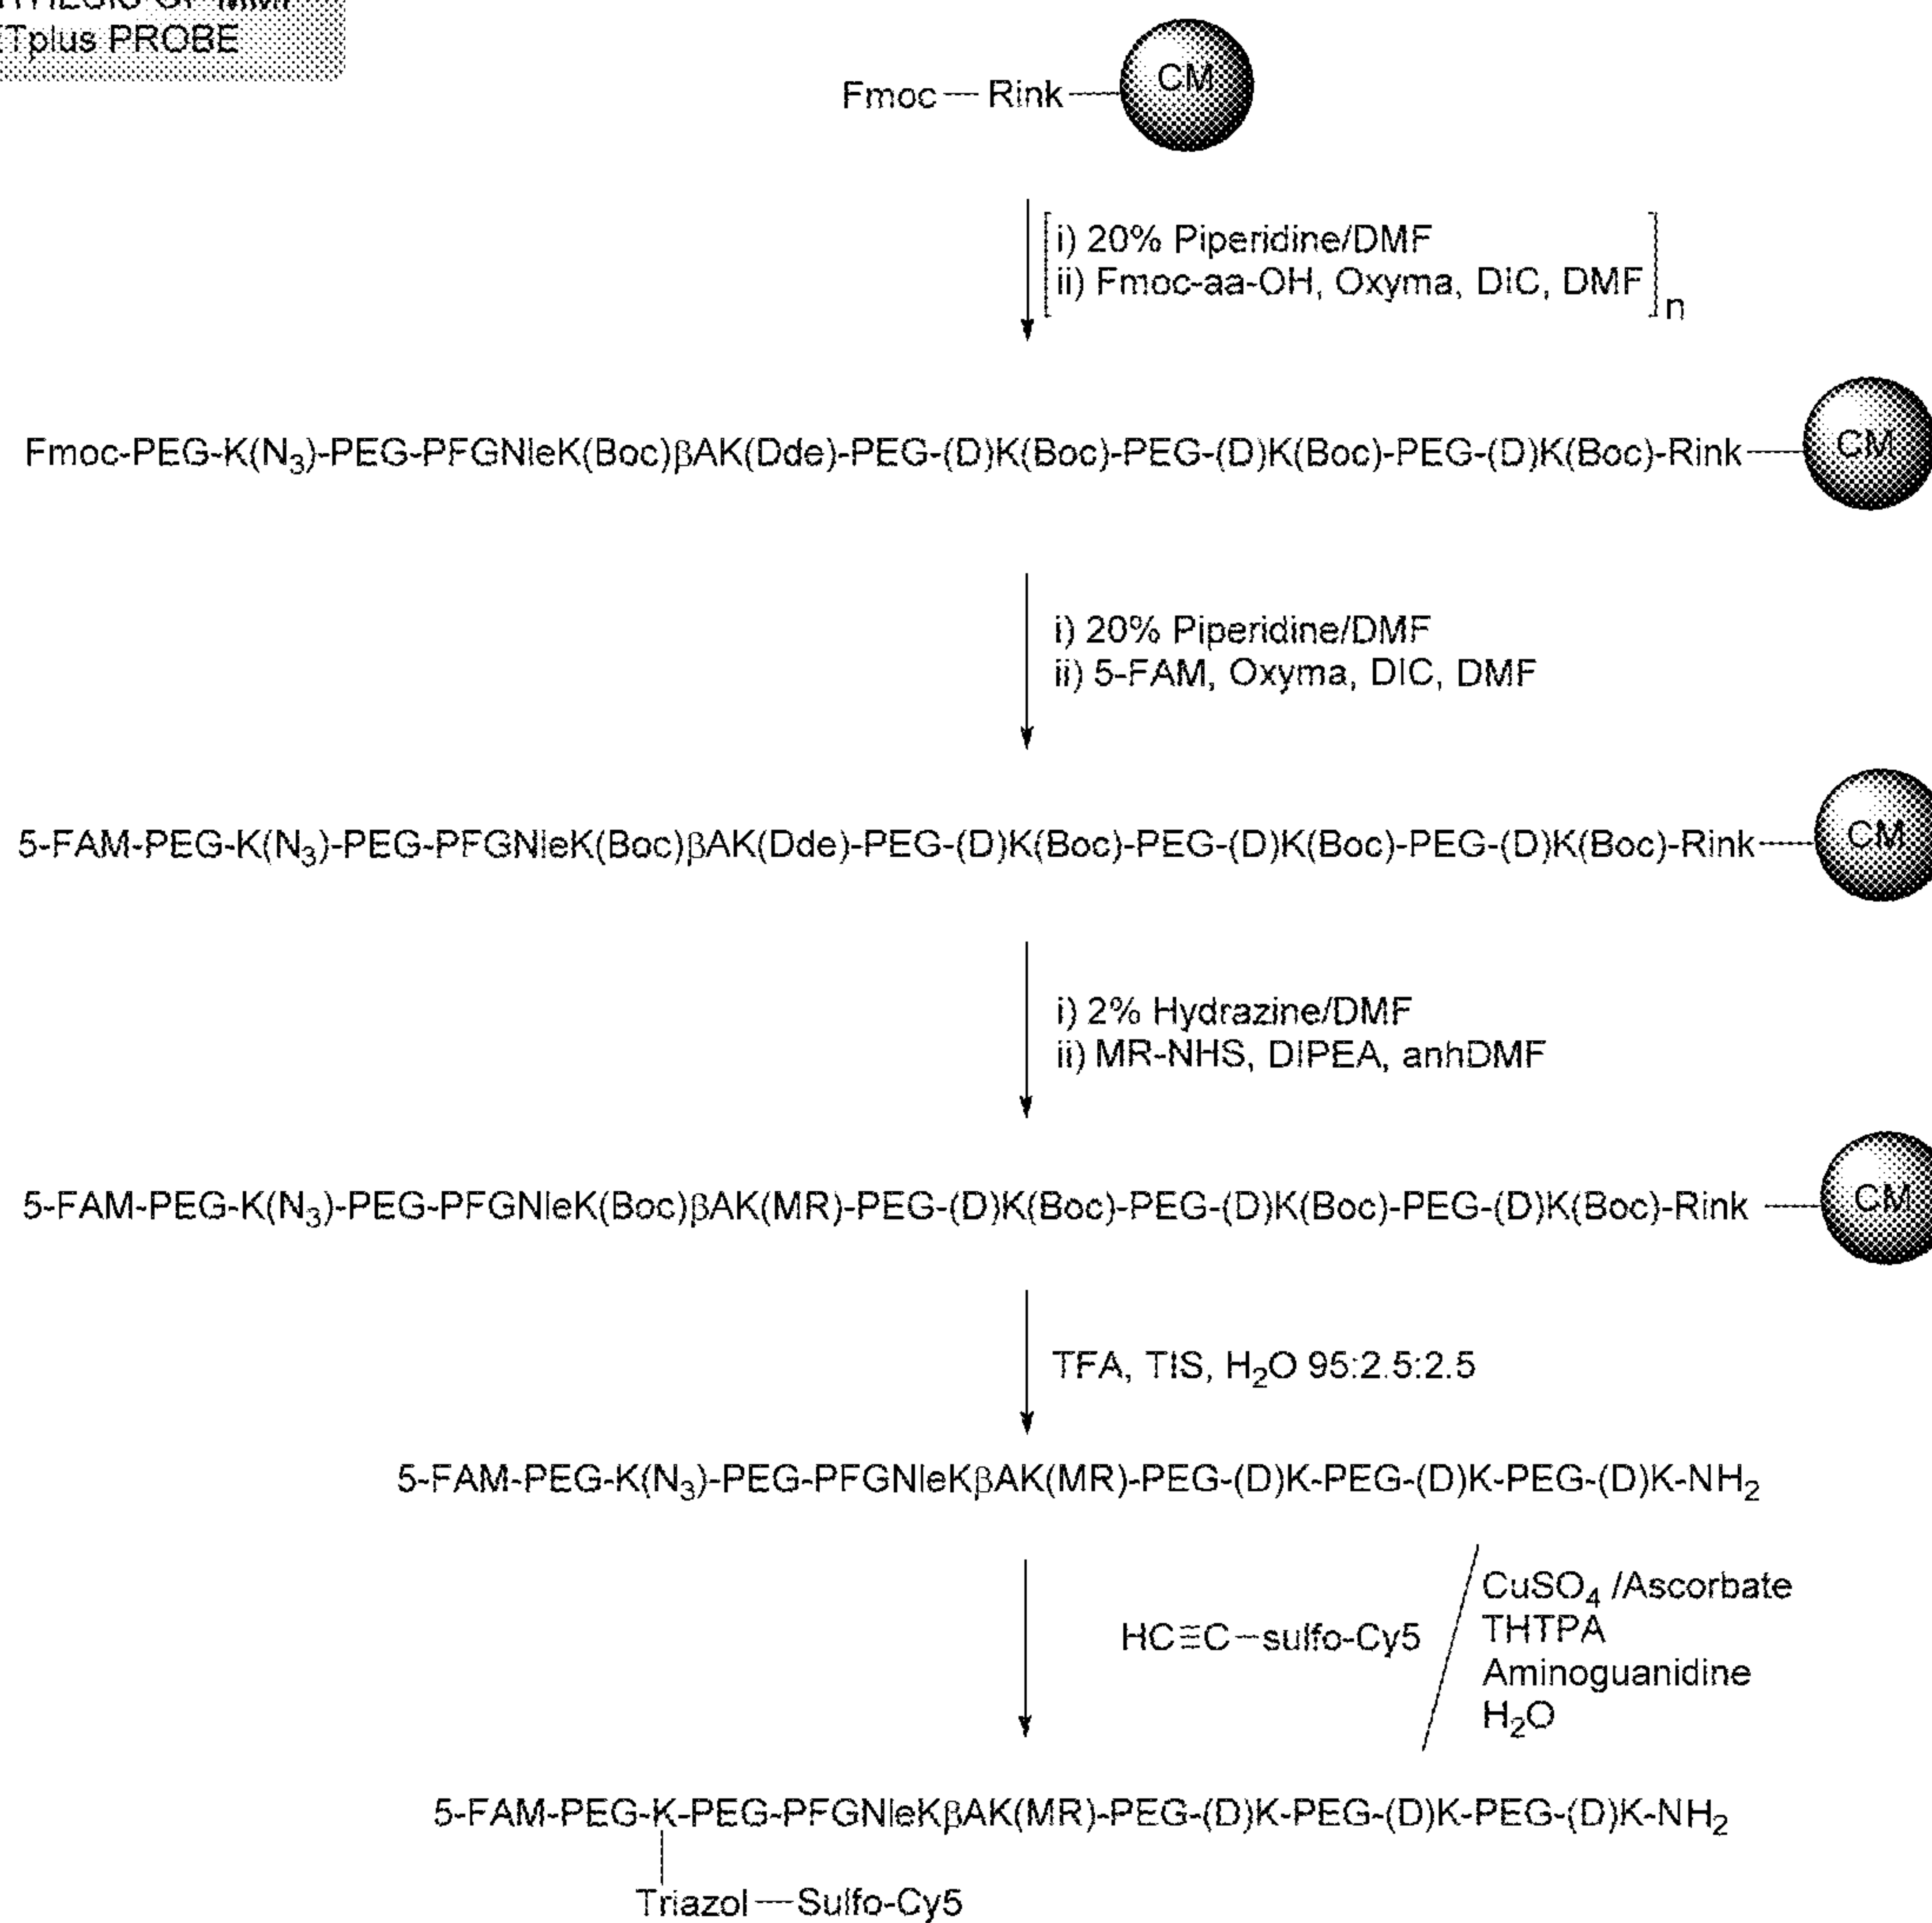 PLUS PROBE
Fmoc — Rink — CM
i) 20% Piperidine/DMF
ii) Fmoc-aa-OH, Oxyma, DIC, DMF
n
Fmoc-PEG-K(N₃)-PEG-PFGNleK(Boc)βAK(Dde)-PEG-(D)K(Boc)-PEG-(D)K(Boc)-PEG-(D)K(Boc)-Rink — CM
i) 20% Piperidine/DMF
ii) 5-FAM, Oxyma, DIC, DMF
5-FAM-PEG-K(N₃)-PEG-PFGNleK(Boc)βAK(Dde)-PEG-(D)K(Boc)-PEG-(D)K(Boc)-PEG-(D)K(Boc)-Rink — CM
i) 2% Hydrazine/DMF
ii) MR-NHS, DIPEA, anhDMF
5-FAM-PEG-K(N₃)-PEG-PFGNleK(Boc)βAK(MR)-PEG-(D)K(Boc)-PEG-(D)K(Boc)-PEG-(D)K(Boc)-Rink — CM
TFA, TIS, H₂O 95:2.5:2.5
5-FAM-PEG-K(N₃)-PEG-PFGNleKβAK(MR)-PEG-(D)K-PEG-(D)K-PEG-(D)K-NH₂
CuSO₄ /Ascorbate
HC≡C—sulfo-Cy5
THTPA
Aminoguanidine
H₂O
5-FAM-PEG-K-PEG-PFGNleKβAK(MR)-PEG-(D)K-PEG-(D)K-PEG-(D)K-NH₂
Triazol — Sulfo-Cy5